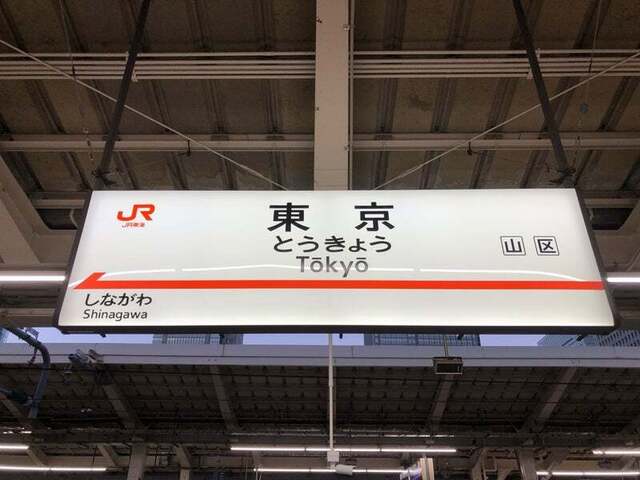 JR
JR東海
東京
とうきょう
Tōkyō
山 区
しながわ
Shinagawa